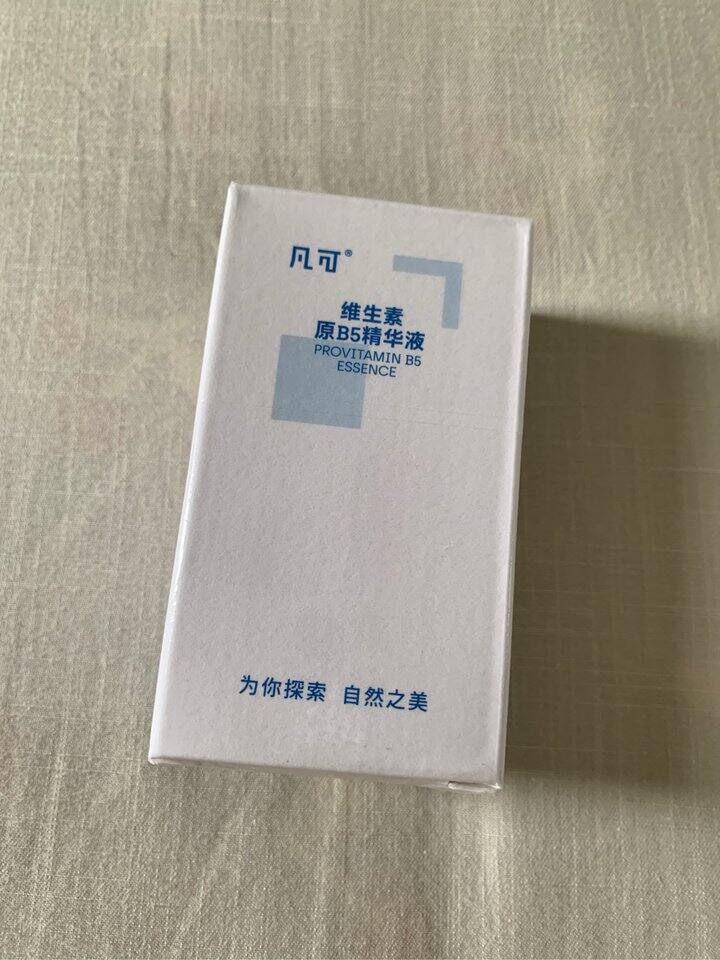 凡可®
维生素
原B5精华液
PROVITAMIN B5
ESSENCE
为你探索 自然之美